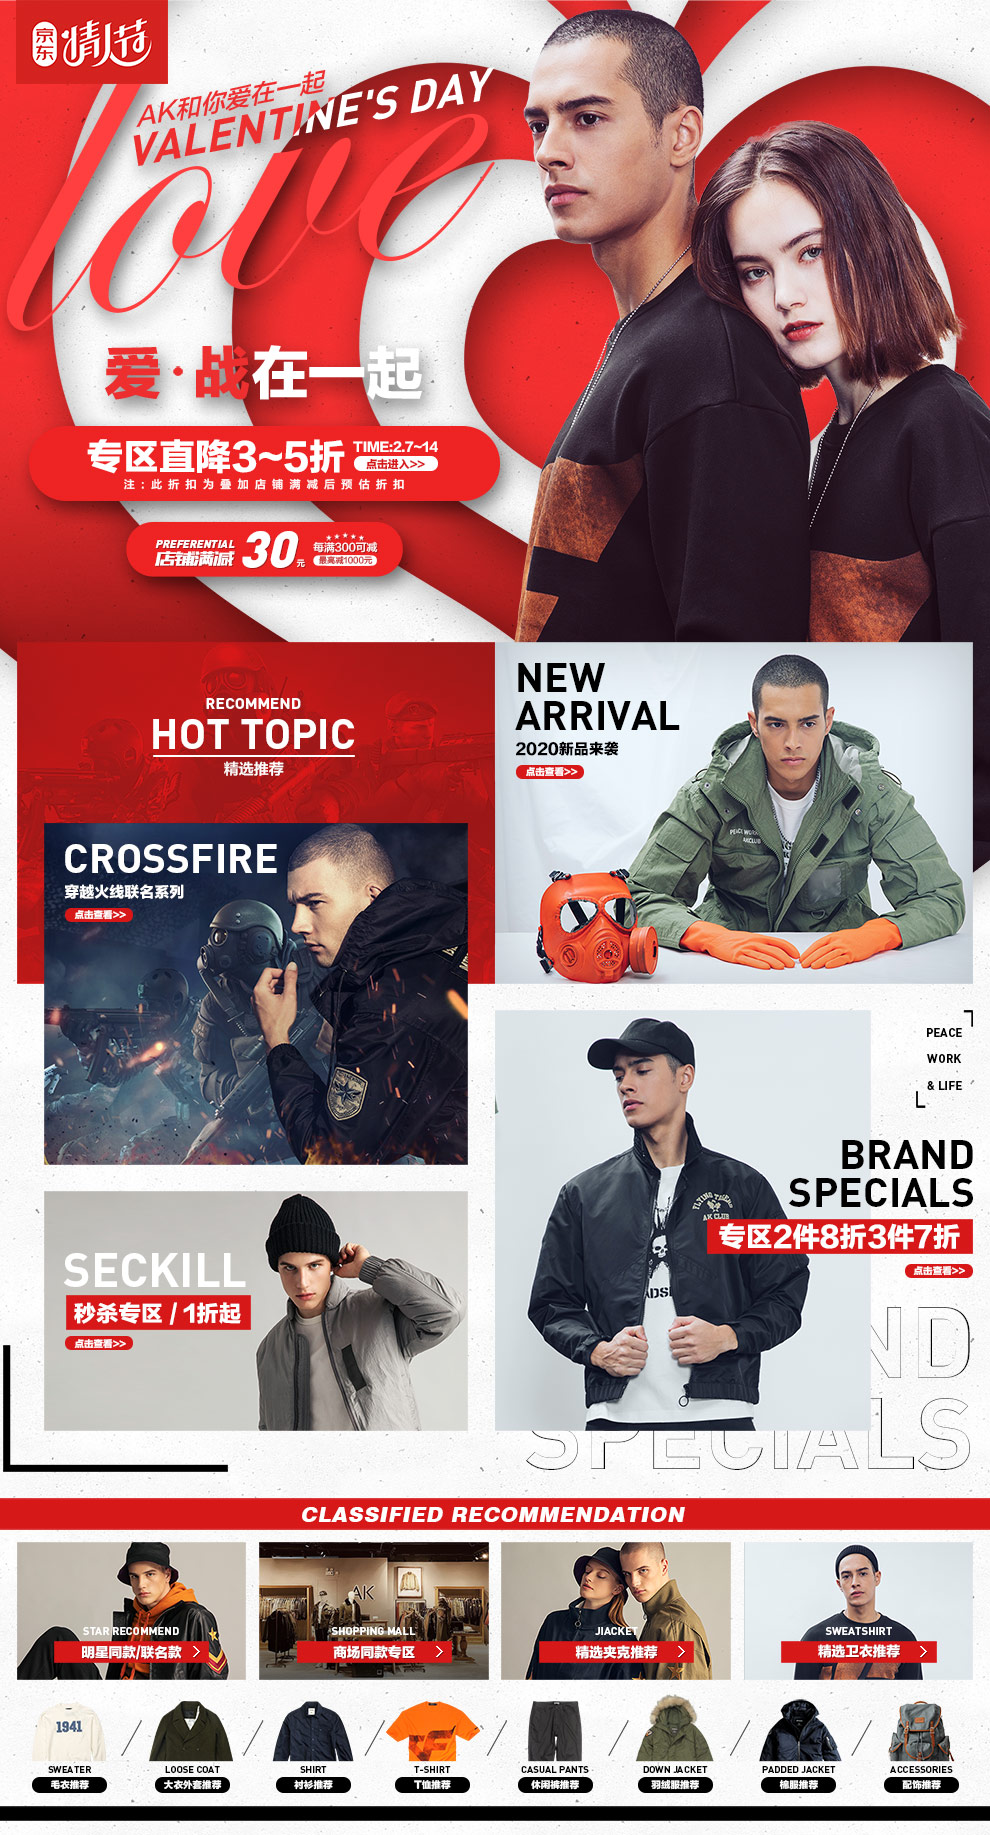 京东
情人节
AK和你爱在一起
VALENTINE'S DAY
love
爱·战在一起
专区直降3~5折
TIME:2.7~14
点击进入>>
注:此折扣为叠加店铺满减后预估折扣
PREFERENTIAL
店铺满减
30元
每满300可减
最高减1000元
RECOMMEND
HOT TOPIC
精选推荐
NEW
ARRIVAL
2020新品来袭
点击查看>>
PEACE WORK
AKCLUB
CROSSFIRE
穿越火线联名系列
点击查看>>
PEACE
WORK
& LIFE
BRAND
SPECIALS
专区2件8折3件7折
点击查看>>
FLYING TIGERS
AK CLUB
SECKILL
秒杀专区 / 1折起
点击查看>>
ND
SPECIALS
CLASSIFIED RECOMMENDATION
STAR RECOMMEND
明星同款/联名款 >
AK
SHOPPING MALL
商场同款专区 >
JIACKET
精选夹克推荐 >
SWEATSHIRT
精选卫衣推荐 >
1941
SWEATER
毛衣推荐
LOOSE COAT
大衣外套推荐
SHIRT
衬衫推荐
T-SHIRT
T恤推荐
CASUAL PANTS
休闲裤推荐
DOWN JACKET
羽绒服推荐
PADDED JACKET
棉服推荐
ACCESSORIES
配饰推荐